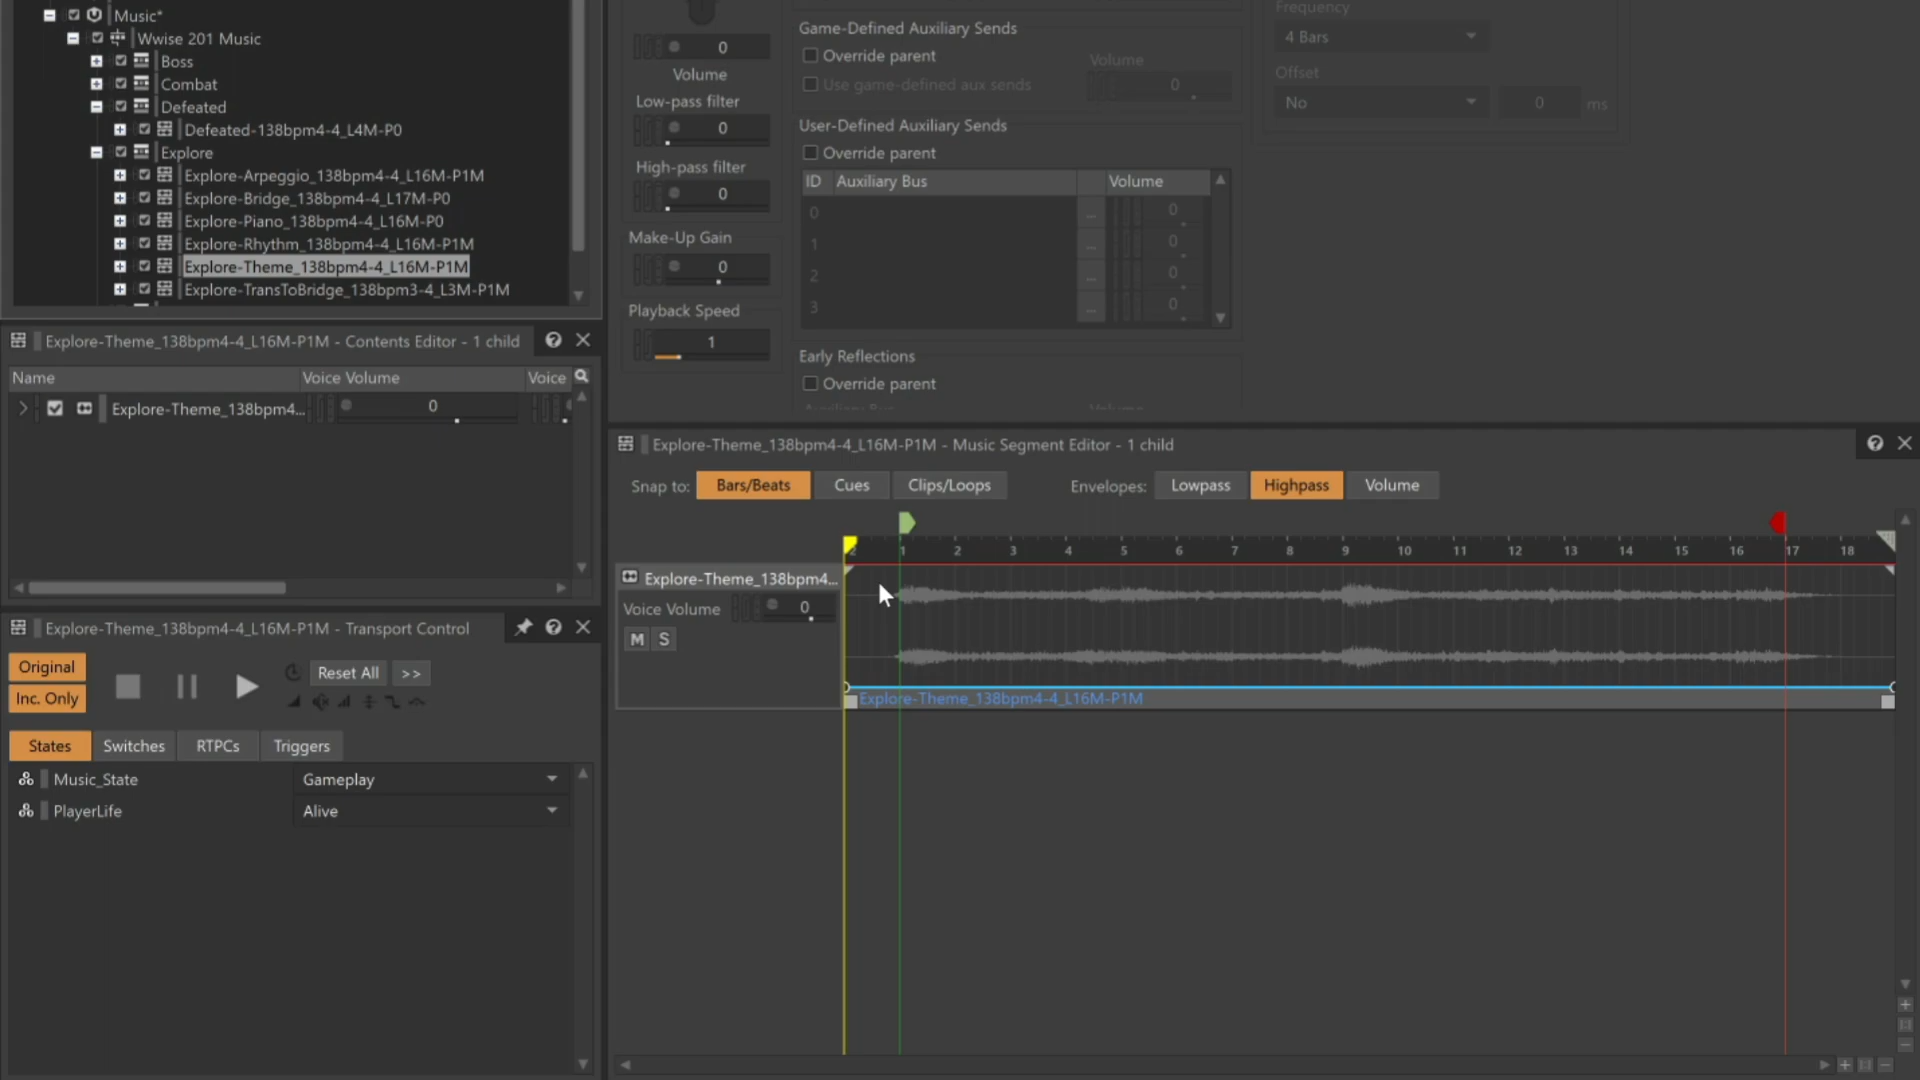 Music*
Wwise 201 Music
Boss
Combat
Defeated
Defeated-138bpm4-4_L4M-P0
Explore
Explore-Arpeggio_138bpm4-4_L16M-P1M
Explore-Bridge_138bpm4-4_L17M-P0
Explore-Piano_138bpm4-4_L16M-P0
Explore-Rhythm_138bpm4-4_L16M-P1M
Explore-Theme_138bpm4-4_L16M-P1M
Explore-TransToBridge_138bpm3-4_L3M-P1M
0
Volume
Low-pass filter
0
High-pass filter
0
Make-Up Gain
0
Playback Speed
1
Game-Defined Auxiliary Sends
Override parent
Use game-defined aux sends
Volume
0
User-Defined Auxiliary Sends
Override parent
ID Auxiliary Bus Volume
0 ... 0
1 ... 0
2 ... 0
3 ... 0
Early Reflections
Override parent
Frequency
4 Bars
Offset
No 0 ms
Explore-Theme_138bpm4-4_L16M-P1M - Contents Editor - 1 child
Name Voice Volume Voice
Explore-Theme_138bpm4... 0
Explore-Theme_138bpm4-4_L16M-P1M - Transport Control
Original
Inc. Only
Reset All >>
States Switches RTPCs Triggers
Music_State Gameplay
PlayerLife Alive
Explore-Theme_138bpm4-4_L16M-P1M - Music Segment Editor - 1 child
Snap to: Bars/Beats Cues Clips/Loops Envelopes: Lowpass Highpass Volume
1 2 3 4 5 6 7 8 9 10 11 12 13 14 15 16 17 18
Explore-Theme_138bpm4...
Voice Volume 0
M S
Explore-Theme_138bpm4-4_L16M-P1M